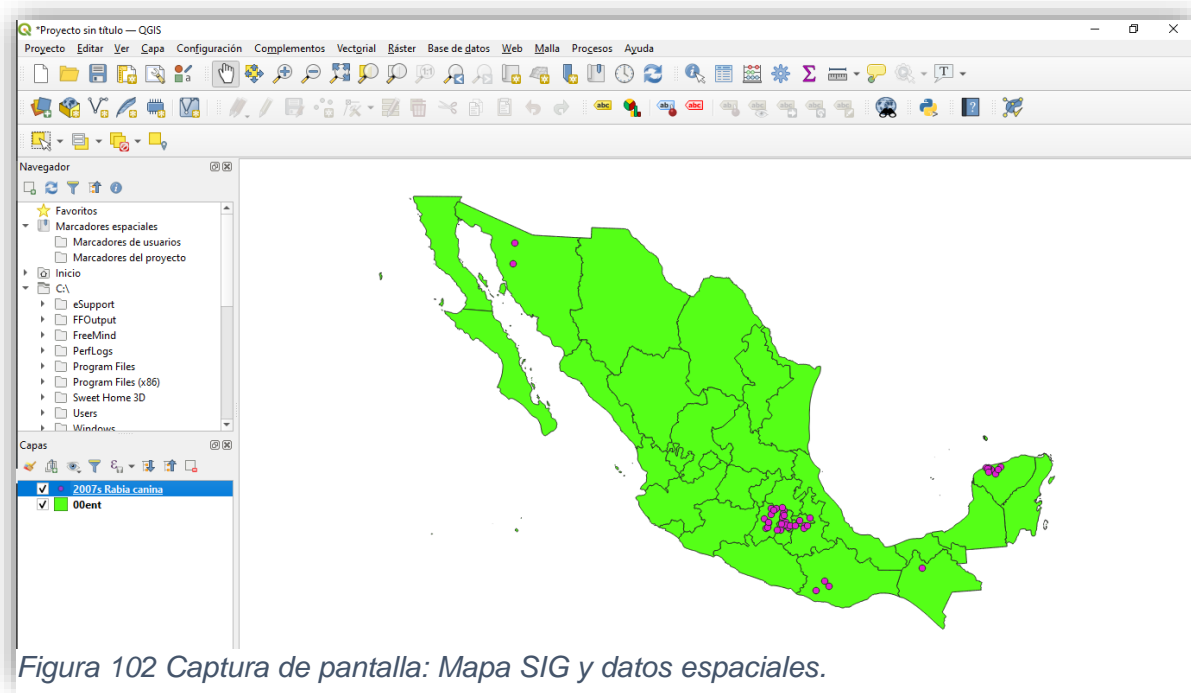 *Proyecto sin título — QGIS
Proyecto Editar Ver Capa Configuración Complementos Vectorial Ráster Base de datos Web Malla Procesos Ayuda
abc ab abc
Navegador
Favoritos
Marcadores espaciales
Marcadores de usuarios
Marcadores del proyecto
Inicio
C:\
eSupport
FFOutput
FreeMind
PerfLogs
Program Files
Program Files (x86)
Sweet Home 3D
Users
Windows
Capas
2007s Rabia canina
00ent
Figura 102 Captura de pantalla: Mapa SIG y datos espaciales.